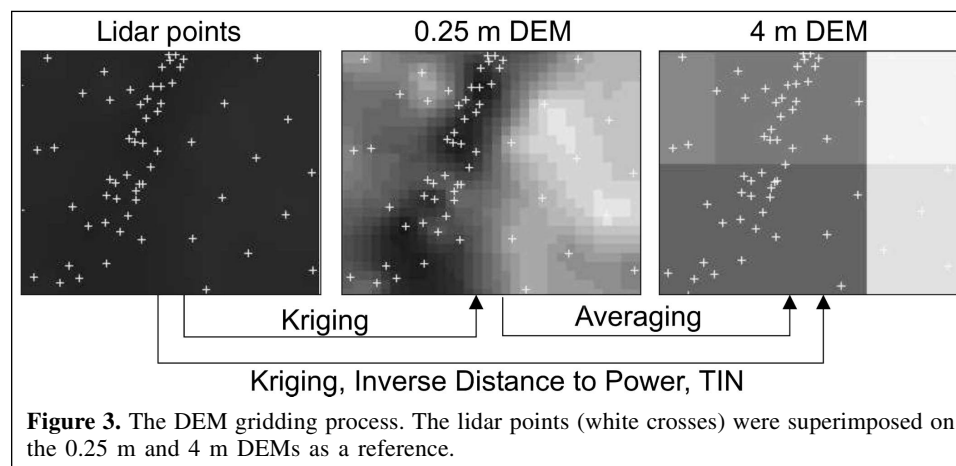 Lidar points
0.25 m DEM
4 m DEM
Kriging
Averaging
Kriging, Inverse Distance to Power, TIN
Figure 3. The DEM gridding process. The lidar points (white crosses) were superimposed on
the 0.25 m and 4 m DEMs as a reference.